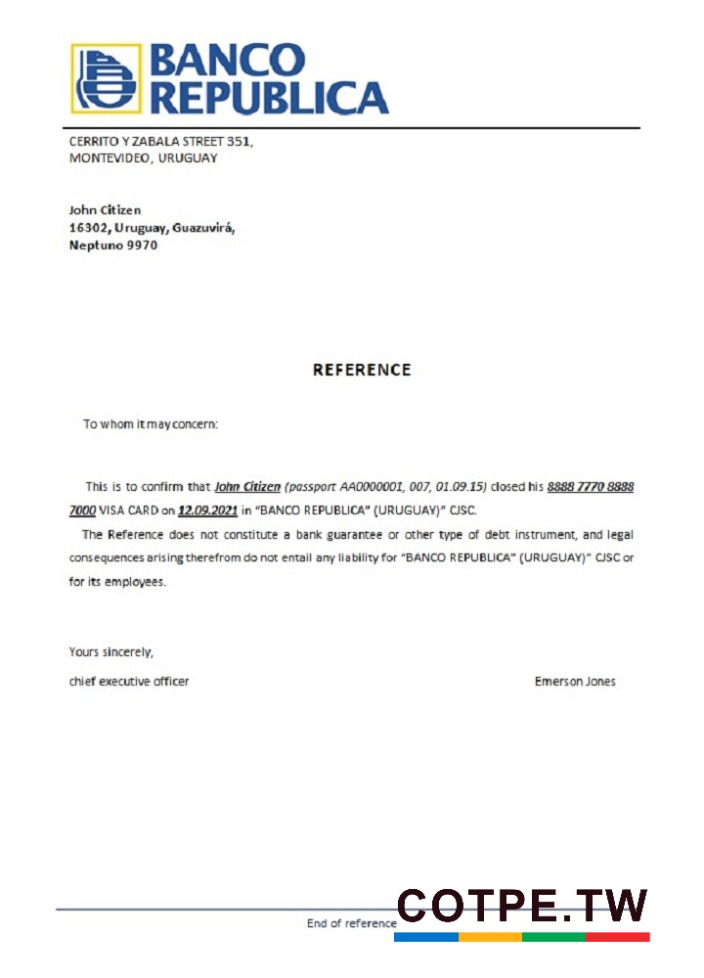 BANCO
REPUBLICA
CERRITO Y ZABALA STREET 351,
MONTEVIDEO, URUGUAY
John Citizen
16302, Uruguay, Guazuvirá,
Neptuno 9970
REFERENCE
To whom it may concern:
This is to confirm that John Citizen (passport AA0000001, 007, 01.09.15) closed his 8888 7770 8888
7000 VISA CARD on 12.09.2021 in “BANCO REPUBLICA” (URUGUAY)” CJSC.
The Reference does not constitute a bank guarantee or other type of debt instrument, and legal
consequences arising therefrom do not entail any liability for “BANCO REPUBLICA” (URUGUAY)” CJSC or
for its employees.
Yours sincerely,
chief executive officer Emerson Jones
End of reference
COTPE.TW